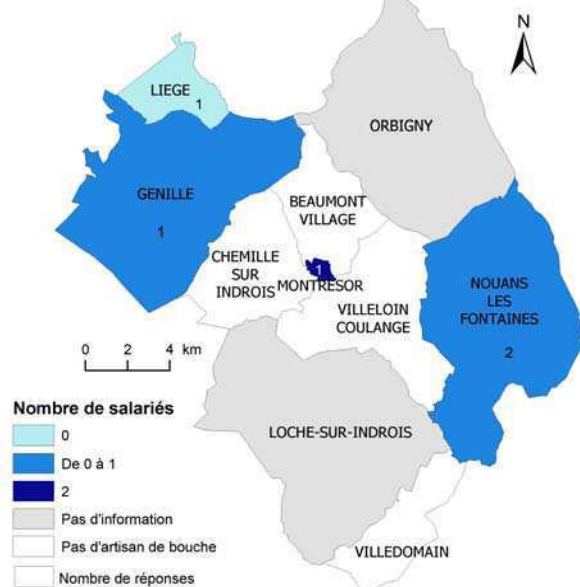 N
LIEGE
1
ORBIGNY
GENILLE
1
BEAUMONT
VILLAGE
CHEMILLE
SUR
INDROIS
1
MONTRESOR
VILLELOIN
COULANGE
NOUANS
LES
FONTAINES
2
0 2 4 km
LOCHE-SUR-INDROIS
VILLEDOMAIN
Nombre de salariés
0
De 0 à 1
2
Pas d'information
Pas d'artisan de bouche
Nombre de réponses